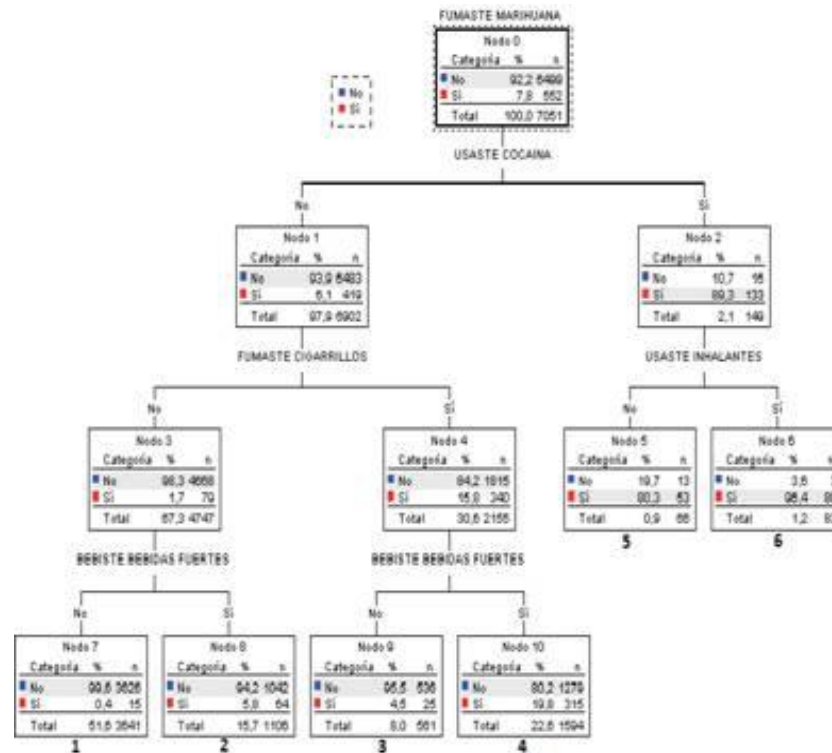 FUMASTE MARIHUANA
Nodo 0
Categoría % n
No 92,2 6499
Sí 7,8 552
Total 100,0 7051
No
Sí
USASTE COCAINA
No
Sí
Nodo 1
Categoría % n
No 93,9 6483
Sí 6,1 419
Total 97,9 6902
Nodo 2
Categoría % n
No 10,7 16
Sí 89,3 133
Total 2,1 149
FUMASTE CIGARRILLOS
USASTE INHALANTES
No
Sí
No
Sí
Nodo 3
Categoría % n
No 98,3 4668
Sí 1,7 79
Total 67,3 4747
Nodo 4
Categoría % n
No 84,2 1815
Sí 15,8 340
Total 30,6 2155
Nodo 5
Categoría % n
No 19,7 13
Sí 80,3 53
Total 0,9 66
5
Nodo 6
Categoría %
No 3,6
Sí 96,4
Total 1,2
6
BEBISTE BEBIDAS FUERTES
BEBISTE BEBIDAS FUERTES
No
Sí
No
Sí
Nodo 7
Categoría % n
No 99,6 3626
Sí 0,4 15
Total 51,6 3641
1
Nodo 8
Categoría % n
No 94,2 1042
Sí 5,8 64
Total 15,7 1106
2
Nodo 9
Categoría % n
No 95,5 536
Sí 4,5 25
Total 8,0 561
3
Nodo 10
Categoría % n
No 80,2 1279
Sí 19,8 315
Total 22,6 1594
4